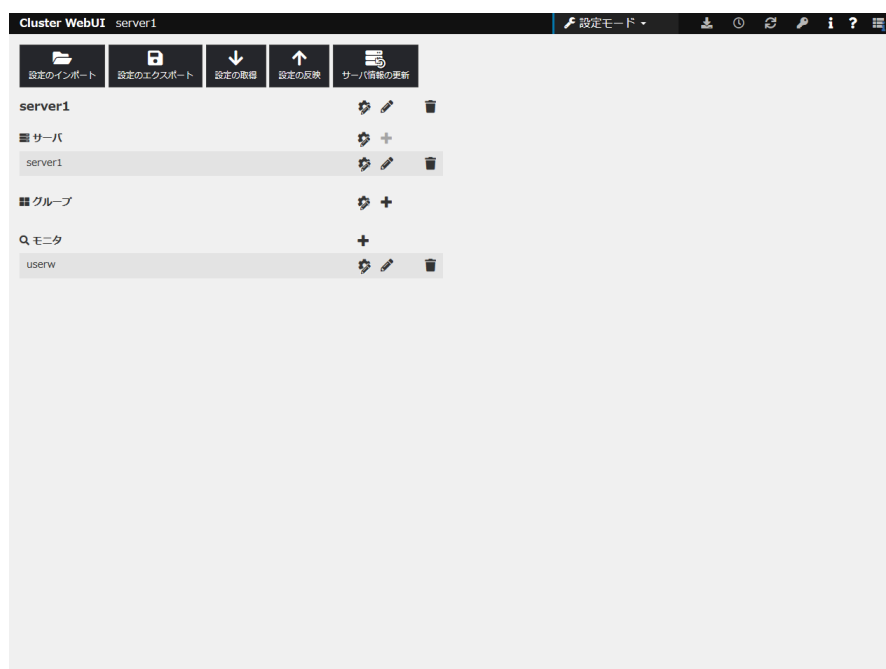 Cluster WebUI server1 設定モード
設定のインポート 設定のエクスポート 設定の取得 設定の反映 サーバ情報の更新
server1
サーバ
server1
グループ
モニタ
userw